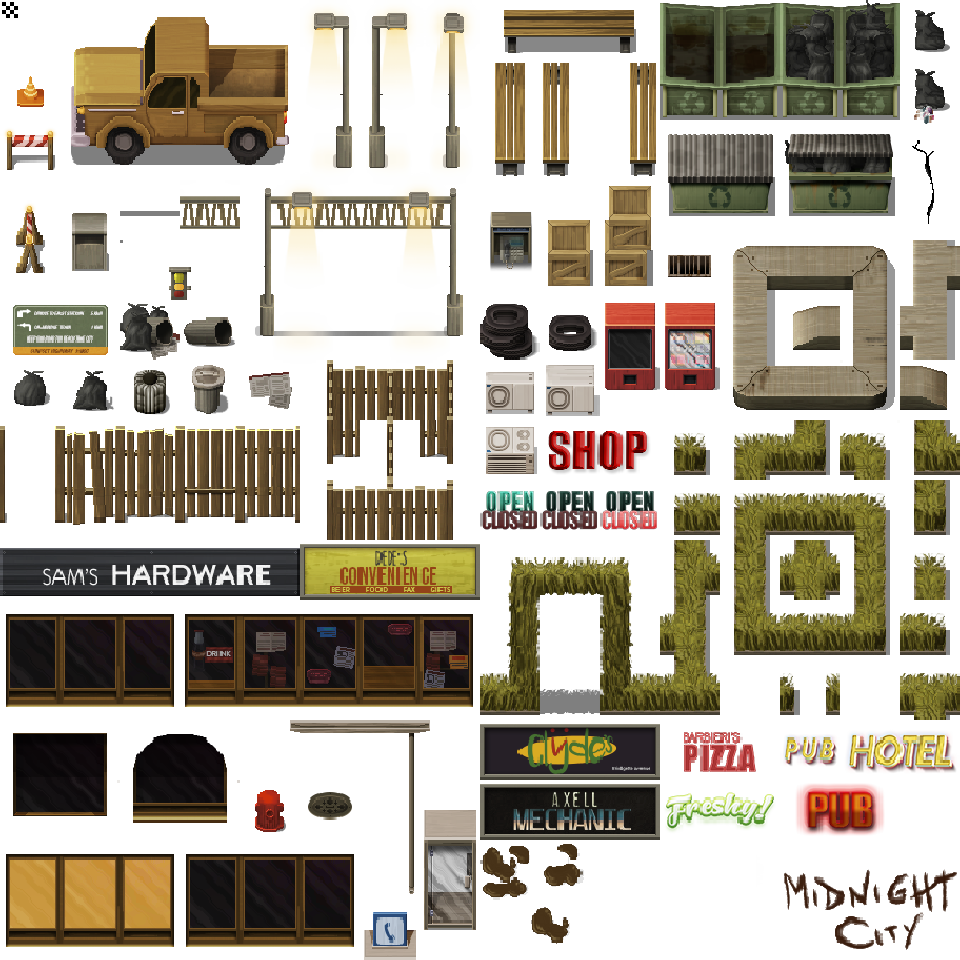 SHOP
OPEN OPEN OPEN
CLOSED CLOSED CLOSED
SAM'S HARDWARE
DEDE'S
CONVENIENCE
BEER FOOD FAX GIFTS
DRINK
Clyde's
BARBIERI'S
PIZZA
PUB HOTEL
AXELL
MECHANIC
Fresley!
PUB
MIDNIGHT
CITY